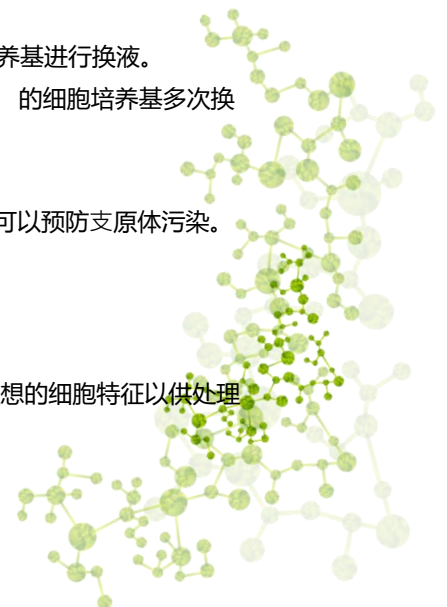 养基进行换液。
的细胞培养基多次换
可以预防支原体污染。
想的细胞特征以供处理